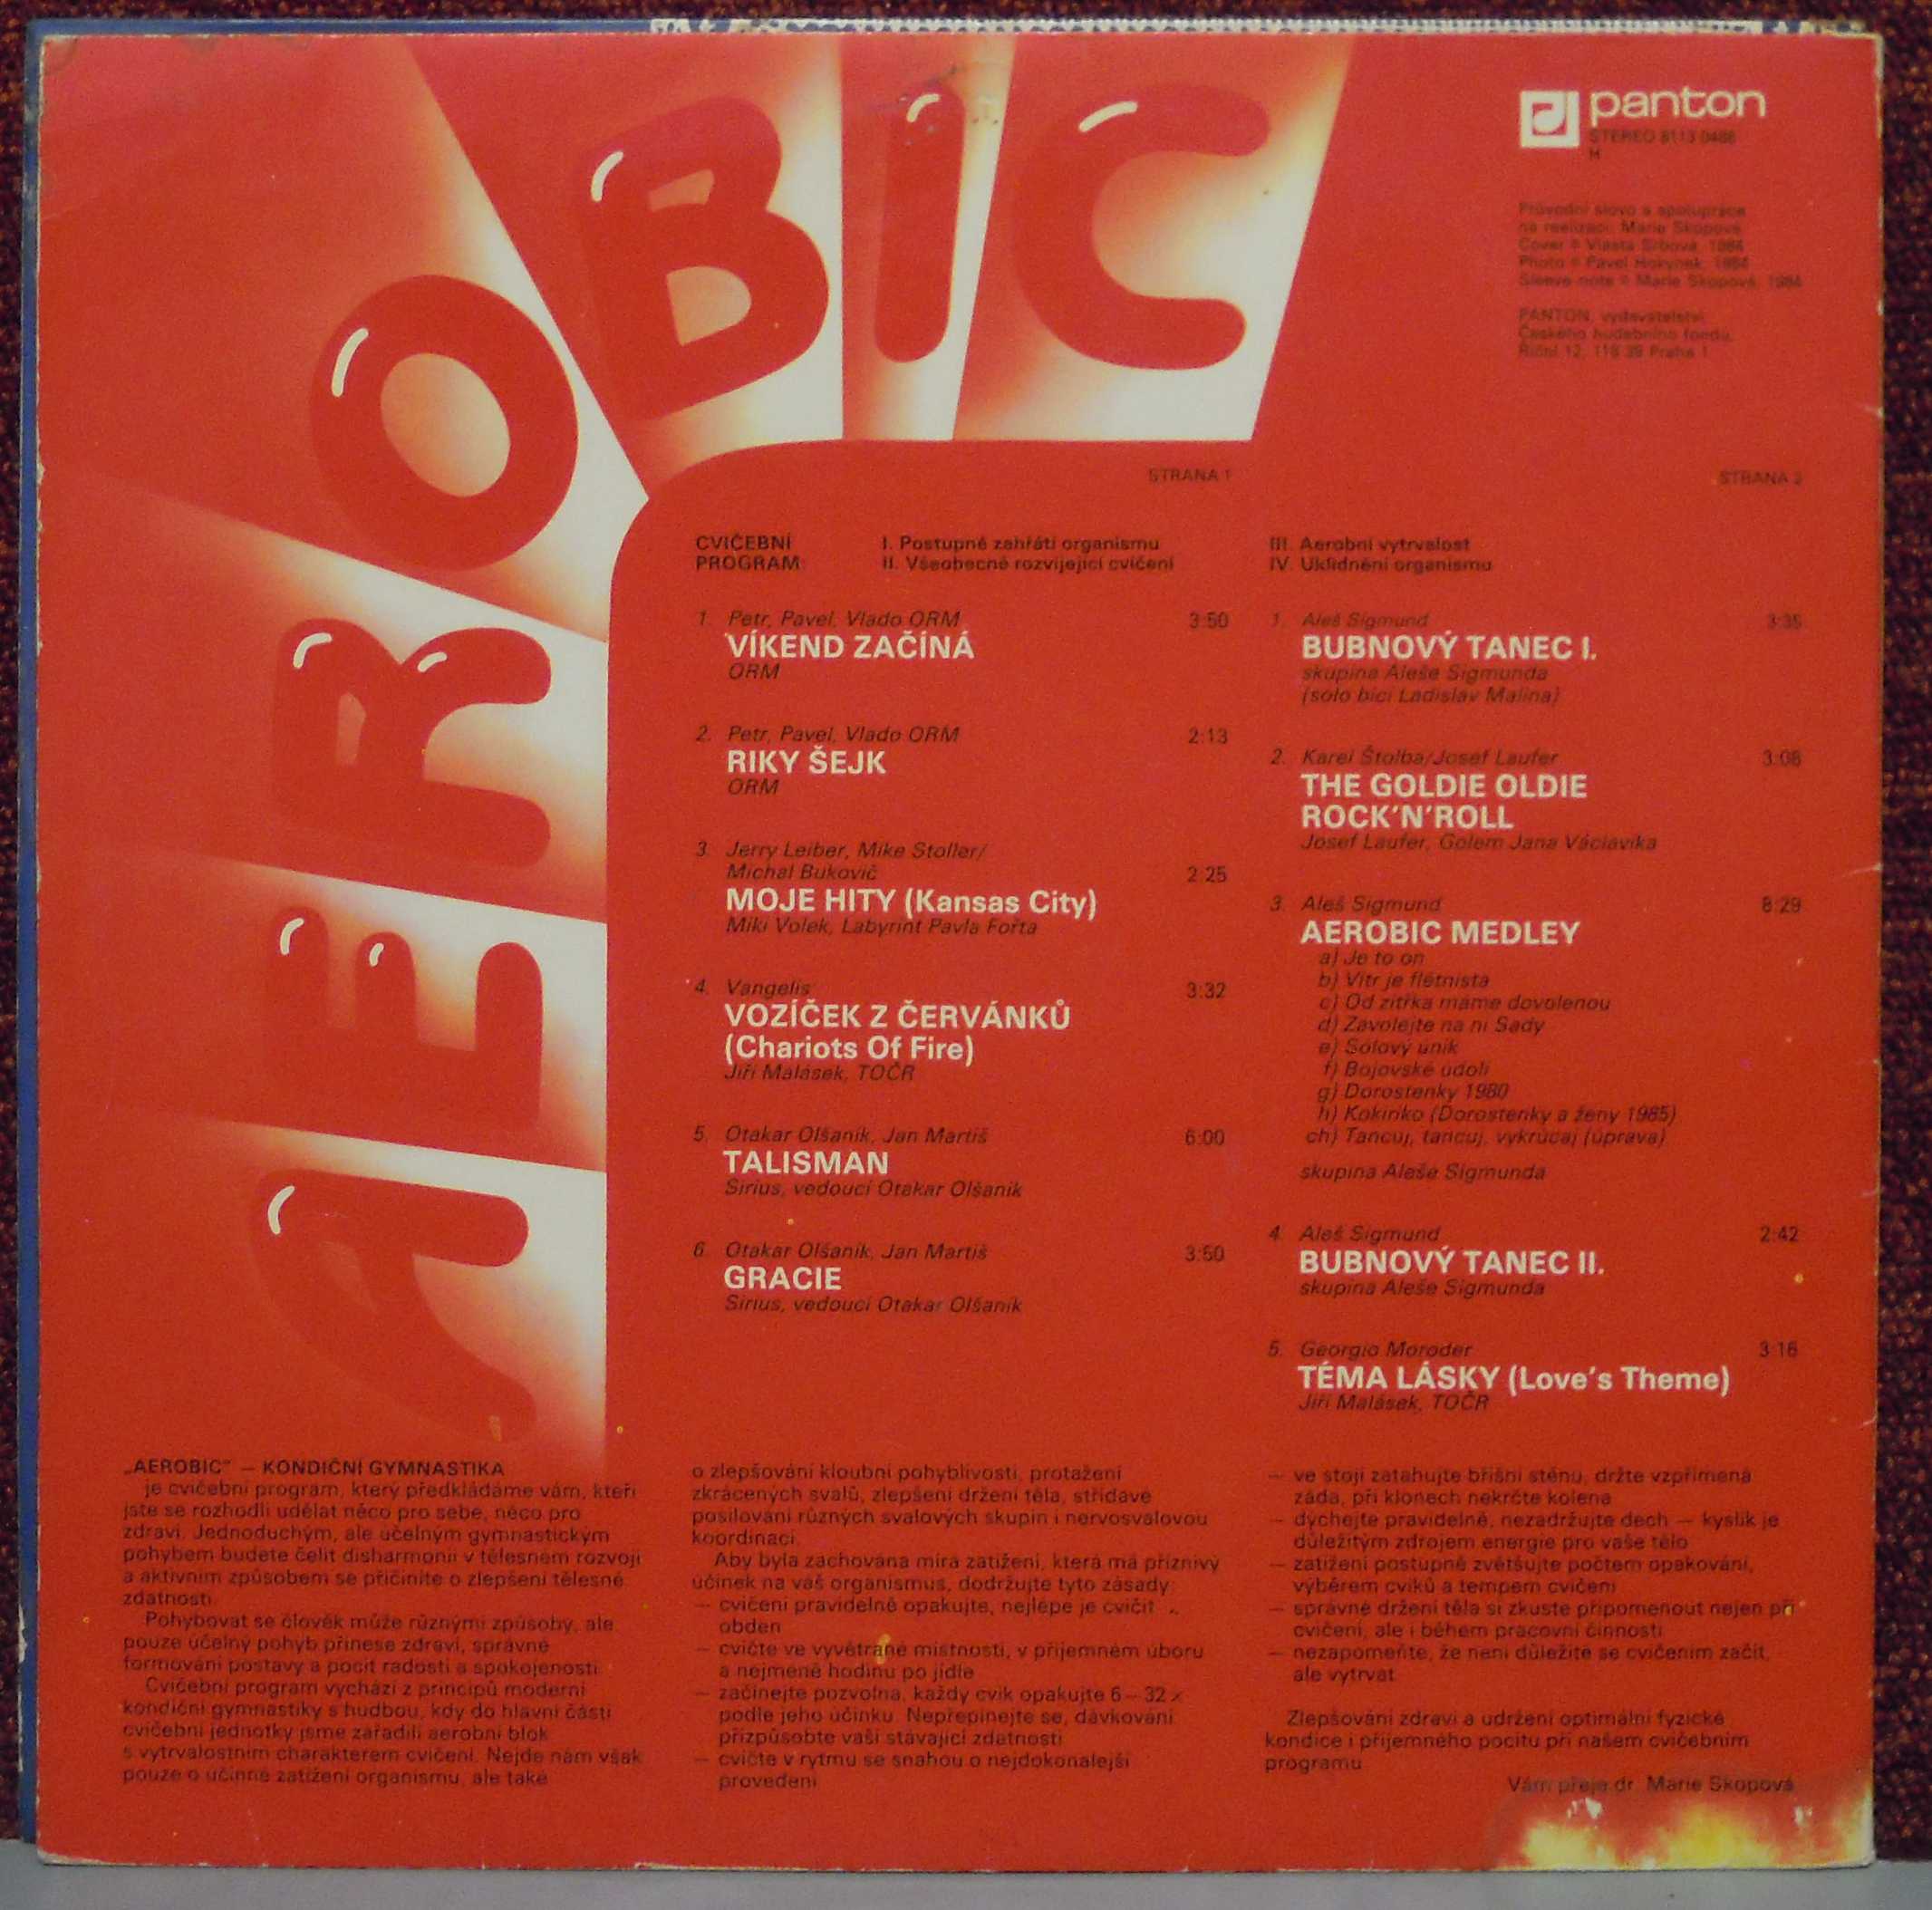 AEROBIC
panton
STEREO 8113 0486
H
Průvodní slovo a spolupráce
na realizaci Marie Skopová
Cover © Vlasta Srbová, 1984
Photo © Pavel 1984
Sleeve note © Marie Skopová, 1984
PANTON, vydavatelství
Českého hudebního fondu,
Říční 12, 118 39 Praha 1
STRANA 1
CVIČEBNÍ
PROGRAM:
I. Postupné zahřátí organismu
II. Všeobecně rozvíjející cvičení
1. Petr, Pavel, Vlado ORM 3:50
VÍKEND ZAČÍNÁ
ORM
2. Petr, Pavel, Vlado ORM 2:13
RIKY ŠEJK
ORM
3. Jerry Leiber, Mike Stoller/
Michal Bukovič 2:25
MOJE HITY (Kansas City)
Miki Volek, Labyrint Pavla Fořta
4. Vangelis 3:32
VOZÍČEK Z ČERVÁNKŮ
(Chariots Of Fire)
Jiří Malásek, TOČR
5. Otakar Olšaník, Jan Martiš 6:00
TALISMAN
Sirius, vedoucí Otakar Olšaník
6. Otakar Olšaník, Jan Martiš 3:50
GRACIE
Sirius, vedoucí Otakar Olšaník
STRANA 2
III. Aerobní vytrvalost
IV. Uklidnění organismu
1. Aleš Sigmund 3:35
BUBNOVÝ TANEC I.
skupina Aleše Sigmunda
(sólo bicí Ladislav Malina)
2. Karel Štolba/Josef Laufer 3:08
THE GOLDIE OLDIE
ROCK'N'ROLL
Josef Laufer, Golem Jana Václavíka
3. Aleš Sigmund 8:29
AEROBIC MEDLEY
a) Je to on
b) Vítr je flétnista
c) Od zítřka máme dovolenou
d) Zavolejte na ni Sady
e) Sólový únik
f) Bojovské údolí
g) Dorostenky 1980
h) Kokiriko (Dorostenky a ženy 1985)
ch) Tancuj, tancuj, vykrúcaj (úprava)
skupina Aleše Sigmunda
4. Aleš Sigmund 2:42
BUBNOVÝ TANEC II.
skupina Aleše Sigmunda
5. Georgio Moroder 3:16
TÉMA LÁSKY (Love's Theme)
Jiří Malásek, TOČR
„AEROBIC" — KONDIČNÍ GYMNASTIKA
je cvičební program, který předkládáme vám, kteří
jste se rozhodli udělat něco pro sebe, něco pro
zdraví. Jednoduchým, ale účelným gymnastickým
pohybem budete čelit disharmonii v tělesném rozvoji
a aktivním způsobem se přičiníte o zlepšení tělesné
zdatnosti.
Pohybovat se člověk může různými způsoby, ale
pouze účelný pohyb přinese zdraví, správné
formování postavy a pocit radosti a spokojenosti.
Cvičební program vychází z principů moderní
kondiční gymnastiky s hudbou, kdy do hlavní části
cvičební jednotky jsme zařadili aerobní blok
s vytrvalostním charakterem cvičení. Nejde nám však
pouze o účinné zatížení organismu, ale také
o zlepšování kloubní pohyblivosti, protažení
zkrácených svalů, zlepšení držení těla, střídavé
posilování různých svalových skupin i nervosvalovou
koordinaci.
Aby byla zachována míra zatížení, která má příznivý
účinek na váš organismus, dodržujte tyto zásady:
— cvičení pravidelně opakujte, nejlépe je cvičit
obden
— cvičte ve vyvětrané místnosti, v příjemném úboru
a nejméně hodinu po jídle
— začínejte pozvolna, každý cvik opakujte 6 – 32 x
podle jeho účinku. Nepřepínejte se, dávkování
přizpůsobte vaší stávající zdatnosti
— cvičte v rytmu se snahou o nejdokonalejší
provedení
— ve stoji zatahujte břišní stěnu, držte vzpřímená
záda, při klonech nekrčte kolena
— dýchejte pravidelně, nezadržujte dech — kyslík je
důležitým zdrojem energie pro vaše tělo
— zatížení postupně zvětšujte počtem opakování,
výběrem cviků a tempem cvičení
— správné držení těla si zkuste připomenout nejen při
cvičení, ale i během pracovní činnosti
— nezapomeňte, že není důležité se cvičením začít,
ale vytrvat
Zlepšování zdraví a udržení optimální fyzické
kondice i příjemného pocitu při našem cvičebním
programu
Vám přeje dr. Marie Skopová